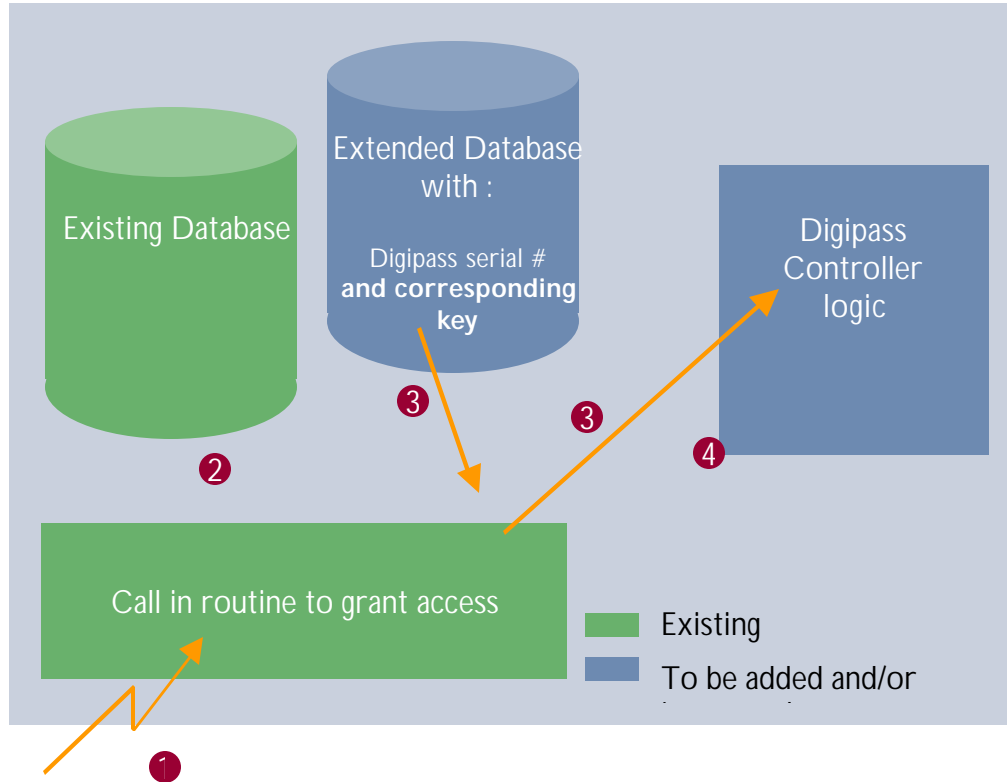 Existing Database
Extended Database
with :
Digipass serial #
and corresponding
key
Digipass
Controller
logic
3
3
4
2
Call in routine to grant access
Existing
To be added and/or
1